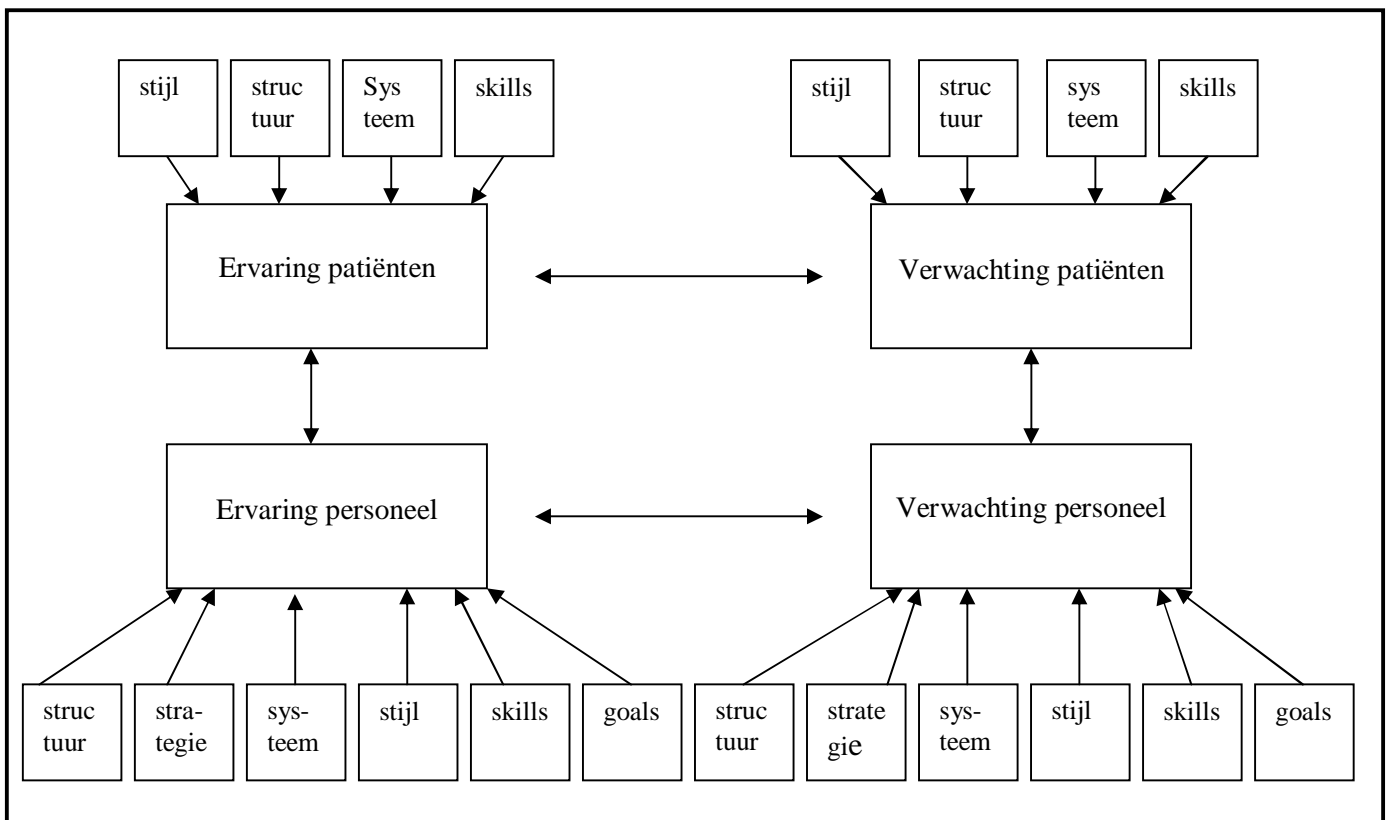 stijl
struc
tuur
Sys
teem
skills
stijl
struc
tuur
sys
teem
skills
Ervaring patiënten
Verwachting patiënten
Ervaring personeel
Verwachting personeel
struc
tuur
stra-
tegie
sys-
teem
stijl
skills
goals
struc
tuur
strate
gie
sys-
teem
stijl
skills
goals